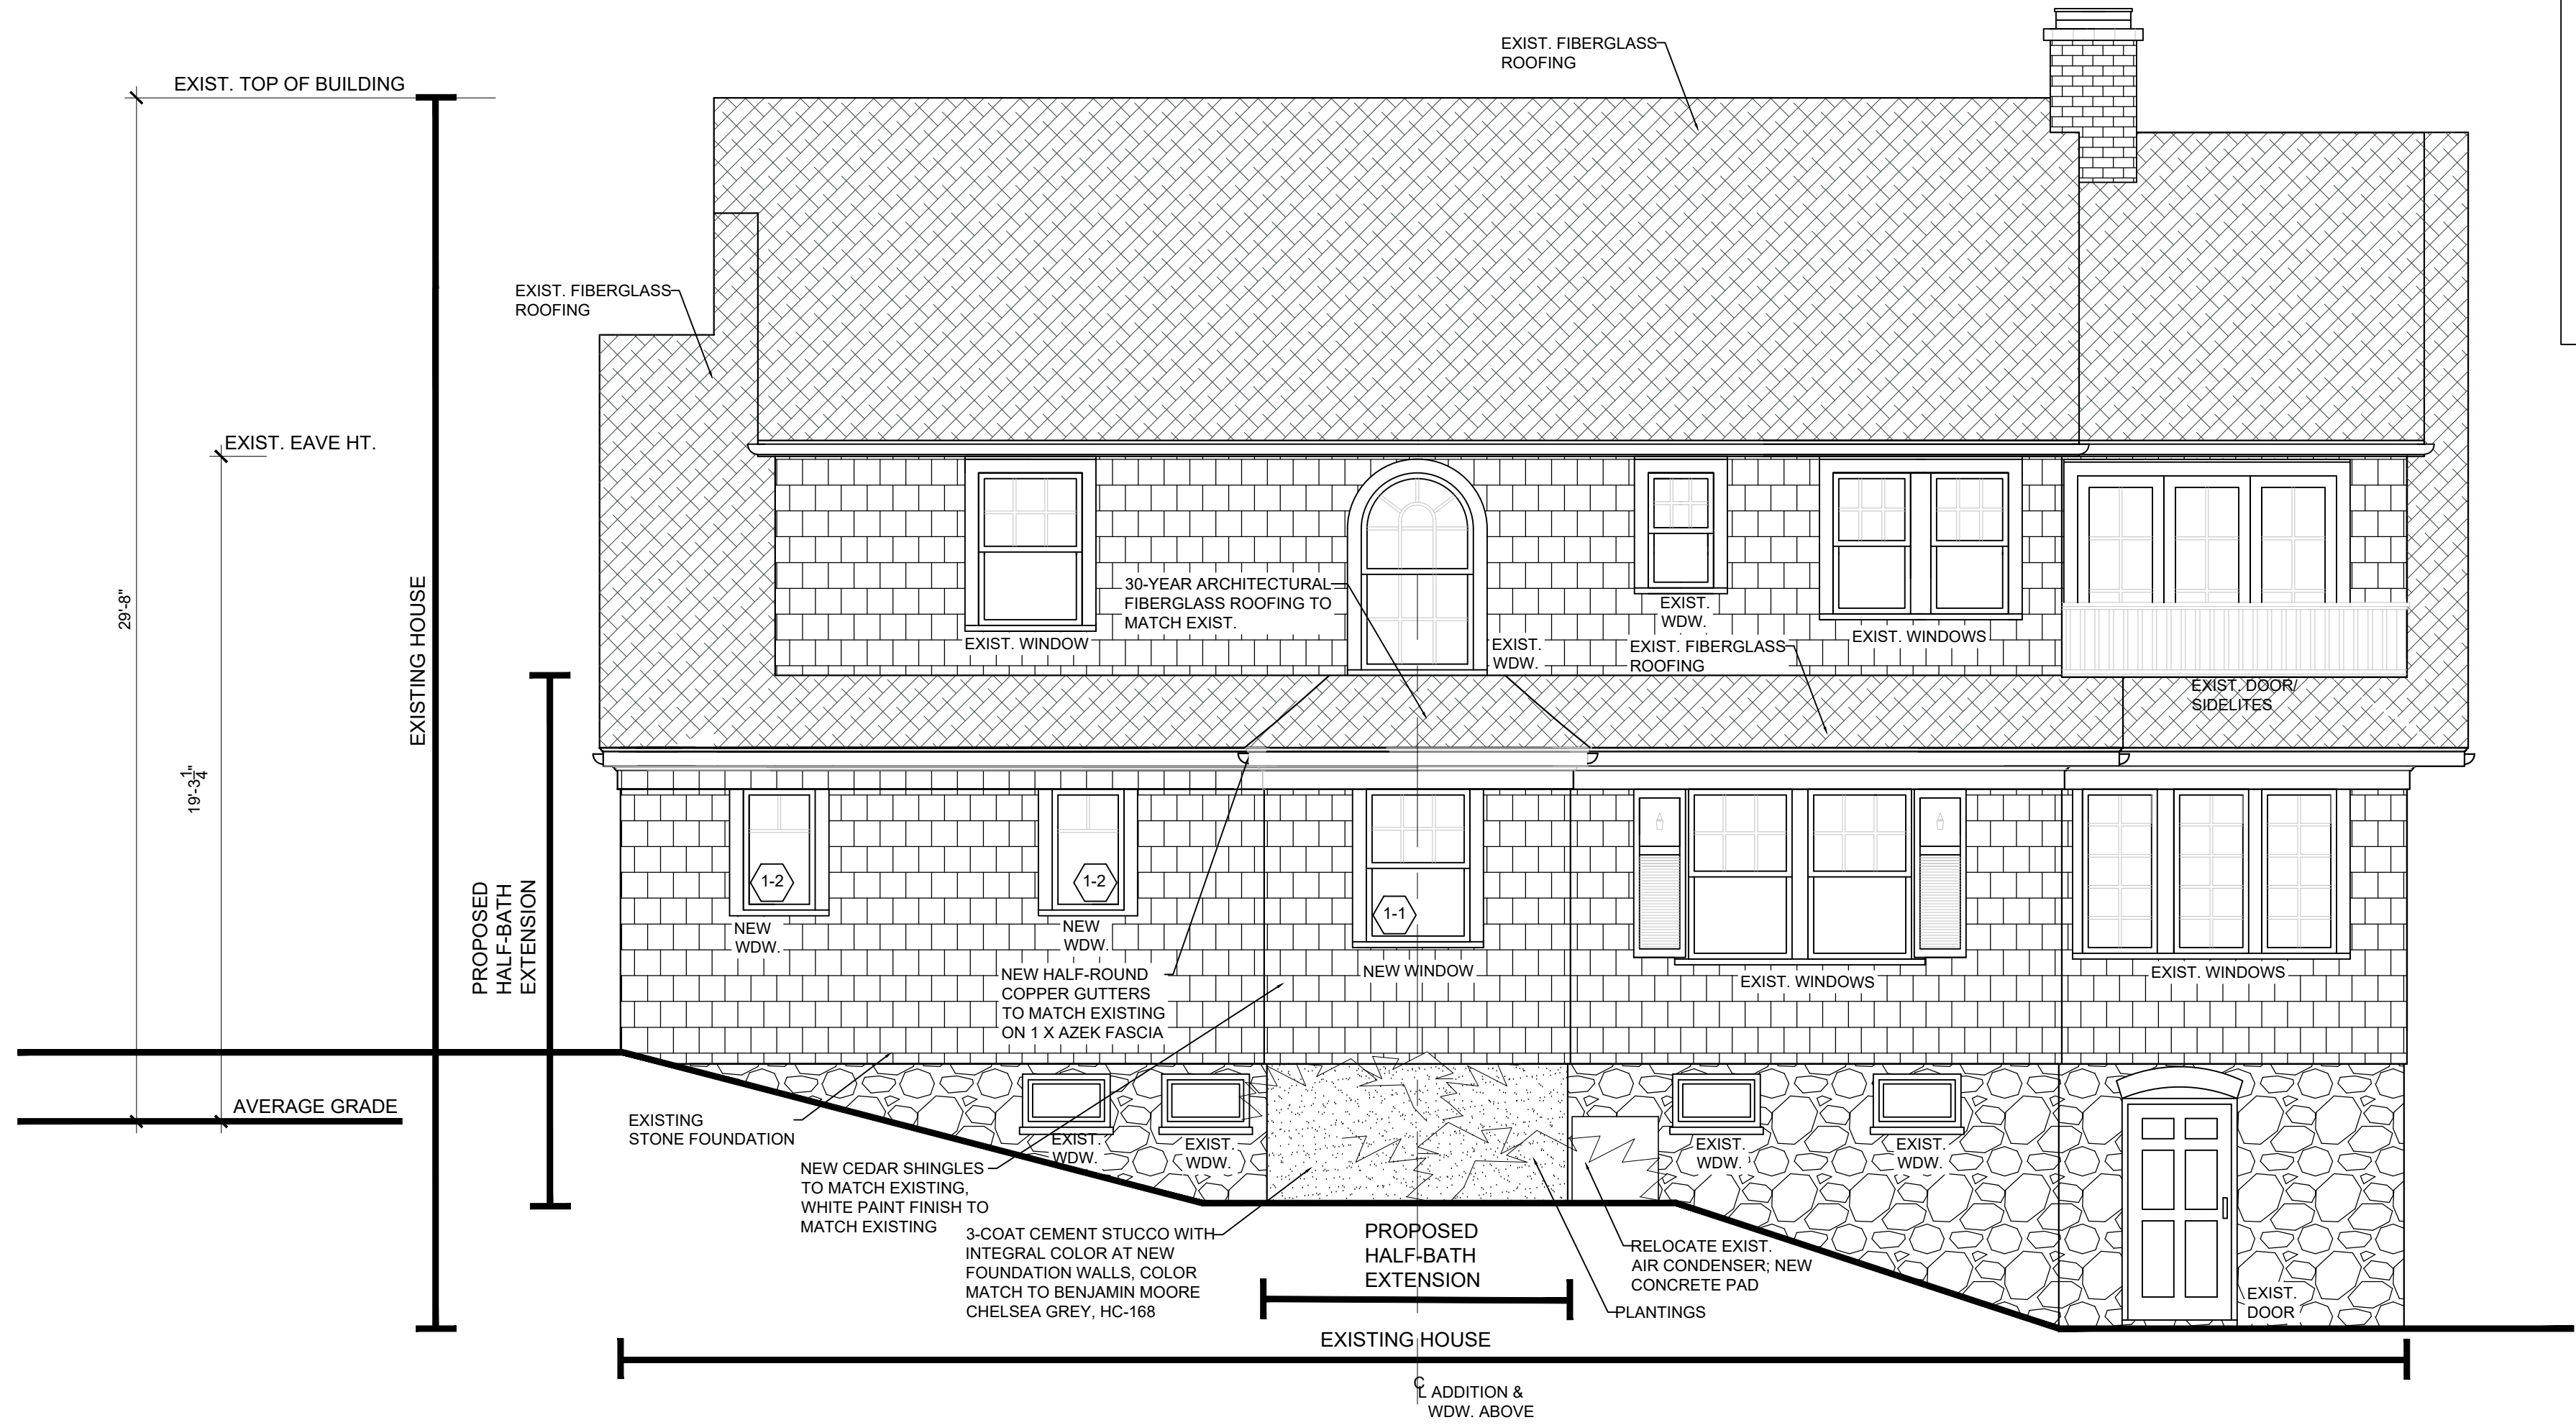 EXIST. FIBERGLASS
ROOFING
EXIST. TOP OF BUILDING
EXIST. FIBERGLASS
ROOFING
EXIST. EAVE HT.
29'-8"
19'-3 1/4"
EXISTING HOUSE
PROPOSED
HALF-BATH
EXTENSION
30-YEAR ARCHITECTURAL
FIBERGLASS ROOFING TO
MATCH EXIST.
EXIST. WINDOW
EXIST.
WDW.
EXIST.
WDW.
EXIST. FIBERGLASS
ROOFING
EXIST. WINDOWS
EXIST. DOOR/
SIDELITES
1-2
NEW
WDW.
1-2
NEW
WDW.
1-1
NEW WINDOW
EXIST. WINDOWS
EXIST. WINDOWS
NEW HALF-ROUND
COPPER GUTTERS
TO MATCH EXISTING
ON 1 X AZEK FASCIA
AVERAGE GRADE
EXISTING
STONE FOUNDATION
EXIST.
WDW.
EXIST.
WDW.
EXIST.
WDW.
EXIST.
WDW.
NEW CEDAR SHINGLES
TO MATCH EXISTING,
WHITE PAINT FINISH TO
MATCH EXISTING
3-COAT CEMENT STUCCO WITH
INTEGRAL COLOR AT NEW
FOUNDATION WALLS, COLOR
MATCH TO BENJAMIN MOORE
CHELSEA GREY, HC-168
PROPOSED
HALF-BATH
EXTENSION
RELOCATE EXIST.
AIR CONDENSER; NEW
CONCRETE PAD
PLANTINGS
EXIST.
DOOR
EXISTING HOUSE
CL ADDITION &
WDW. ABOVE